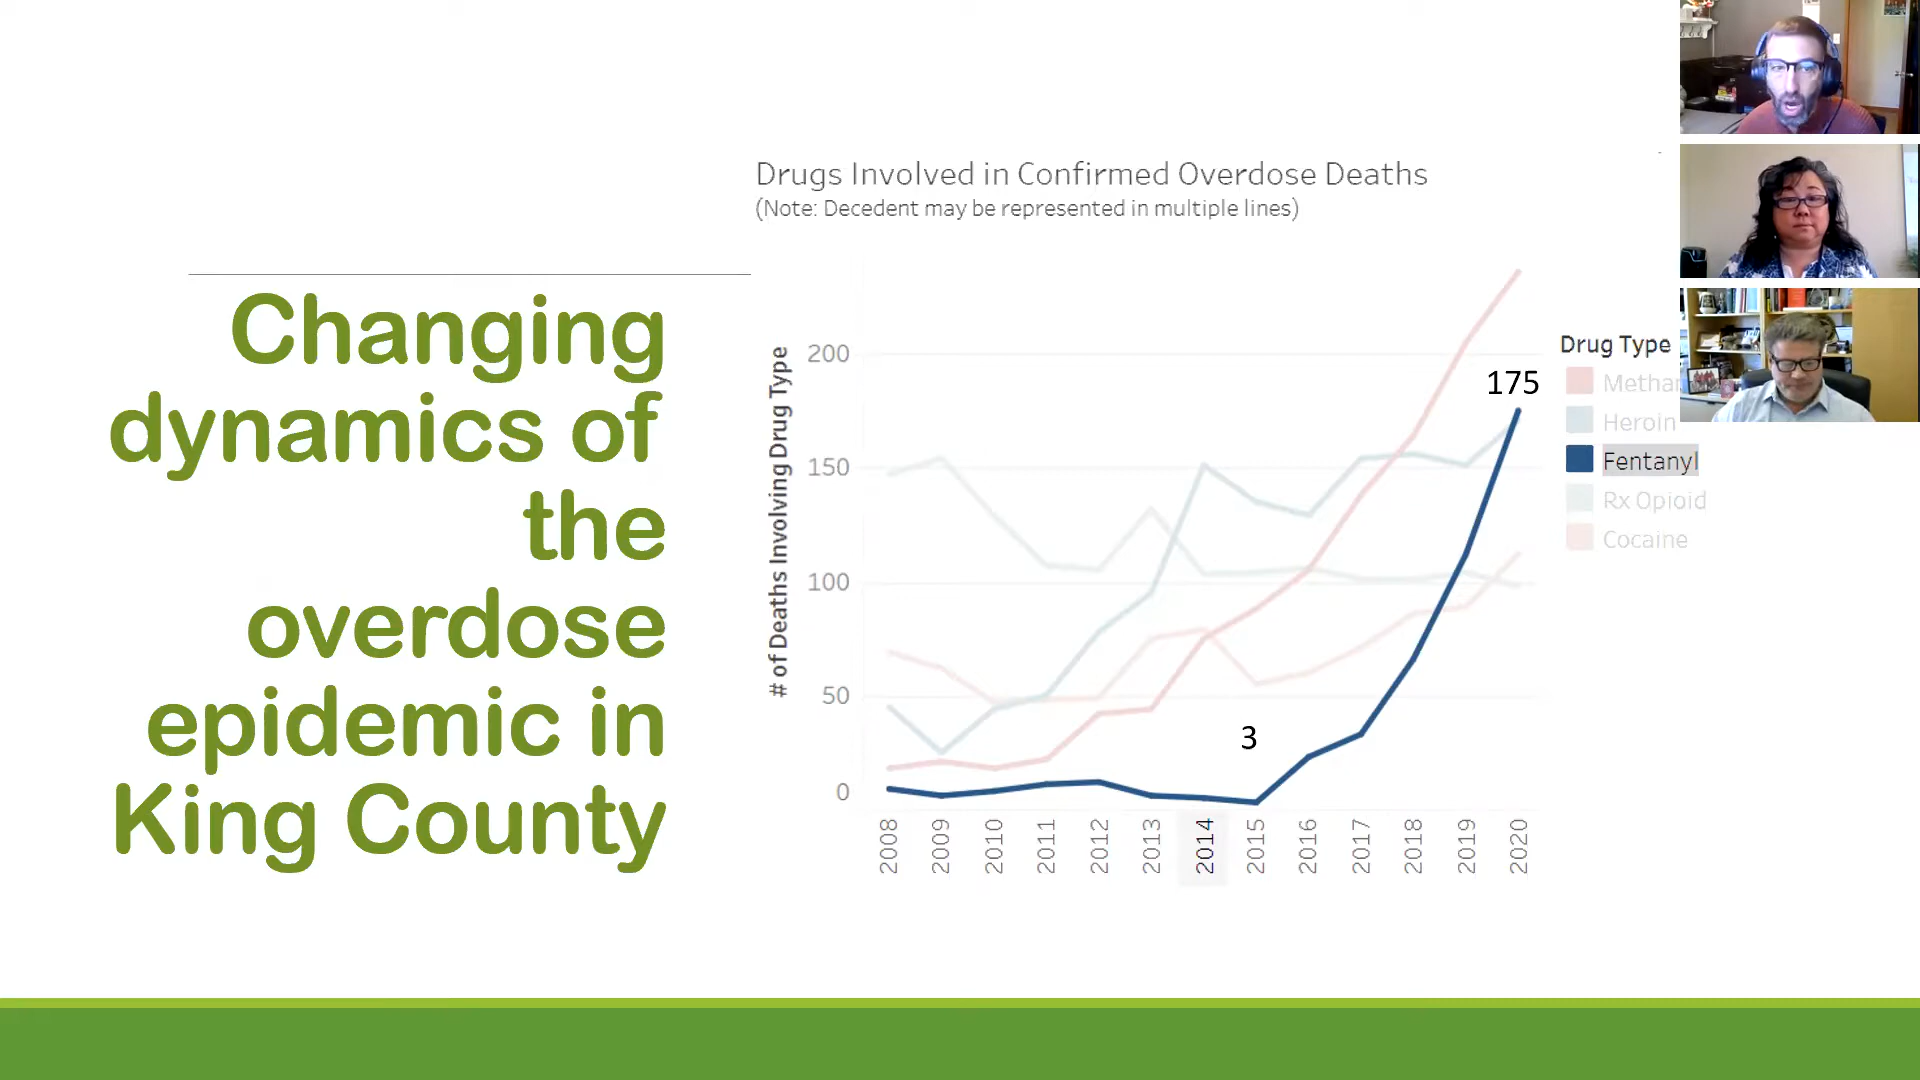 Changing
dynamics of
the
overdose
epidemic in
King County
Drugs Involved in Confirmed Overdose Deaths
(Note: Decedent may be represented in multiple lines)
# of Deaths Involving Drug Type
200
150
100
50
0
175
3
2008
2009
2010
2011
2012
2013
2014
2015
2016
2017
2018
2019
2020
Drug Type
Metha
Heroin
Fentanyl
Rx Opioid
Cocaine